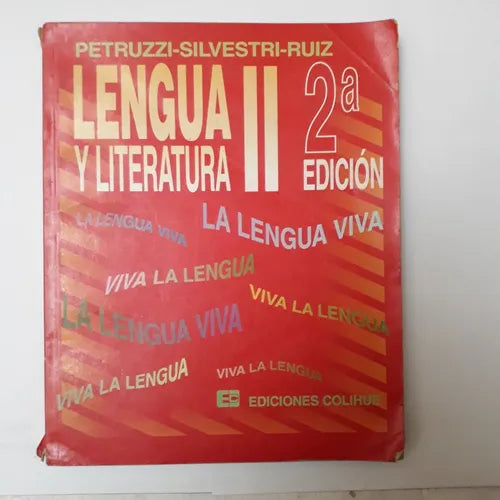 PETRUZZI-SILVESTRI-RUIZ
LENGUA II 2ª
Y LITERATURA EDICIÓN
LA LENGUA VIVA
LA LENGUA VIVA
VIVA LA LENGUA
VIVA LA LENGUA
LA LENGUA VIVA
VIVA LA LENGUA
VIVA LA LENGUA
EC EDICIONES COLIHUE